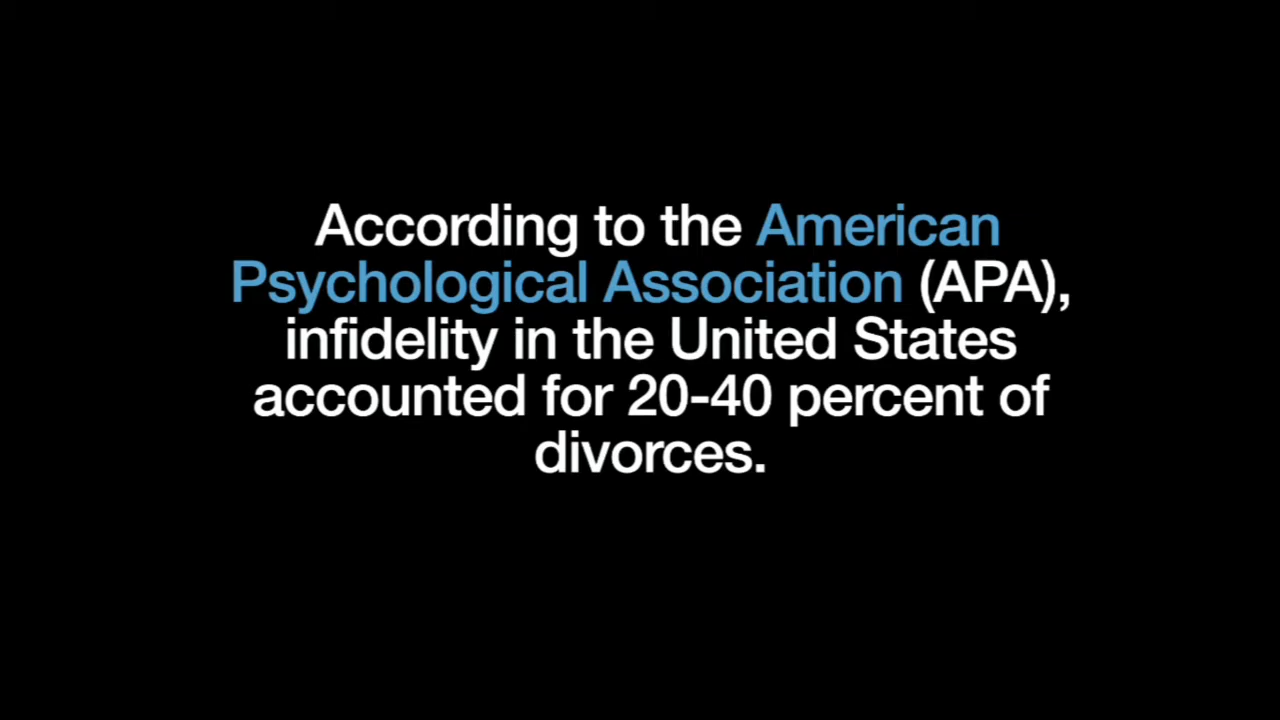 According to the American
Psychological Association (APA),
infidelity in the United States
accounted for 20-40 percent of
divorces.